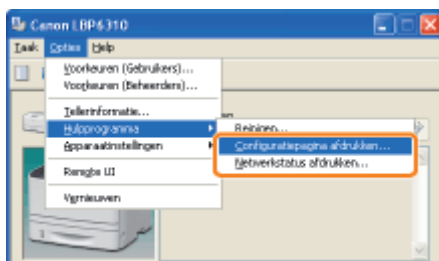 Canon LBP6310
Taak Opties Help
Voorkeuren (Gebruikers)...
Voorkeuren (Beheerders)...
Tellerinformatie...
Hulpprogramma
Reinigen...
Apparaatinstellingen
Configuratiepagina afdrukken...
Netwerkstatus afdrukken...
Remote UI
Vernieuwen